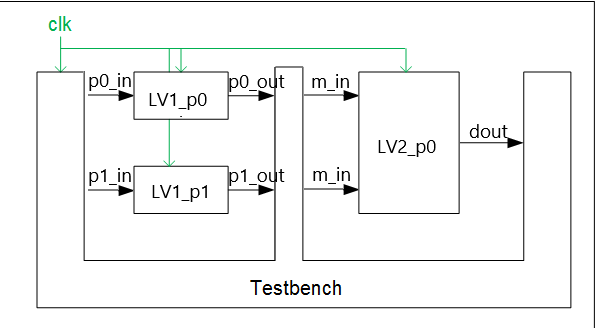 clk
p0_in
LV1_p0
p0_out
m_in
LV2_p0
dout
p1_in
LV1_p1
p1_out
m_in
Testbench